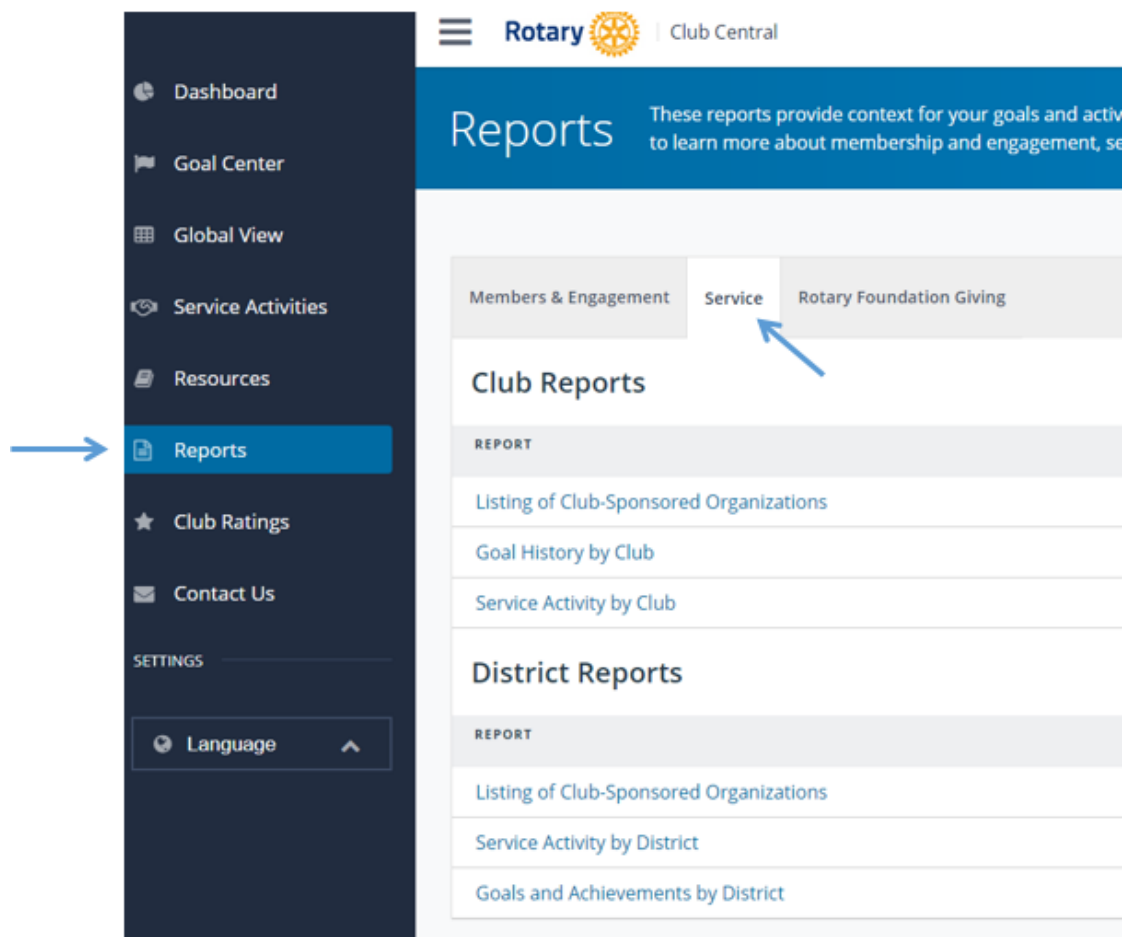 Dashboard
Goal Center
Global View
Service Activities
Resources
Reports
Club Ratings
Contact Us
SETTINGS
Language
Rotary
Club Central
Reports
These reports provide context for your goals and activ
to learn more about membership and engagement, se
Members & Engagement
Service
Rotary Foundation Giving
Club Reports
REPORT
Listing of Club-Sponsored Organizations
Goal History by Club
Service Activity by Club
District Reports
REPORT
Listing of Club-Sponsored Organizations
Service Activity by District
Goals and Achievements by District